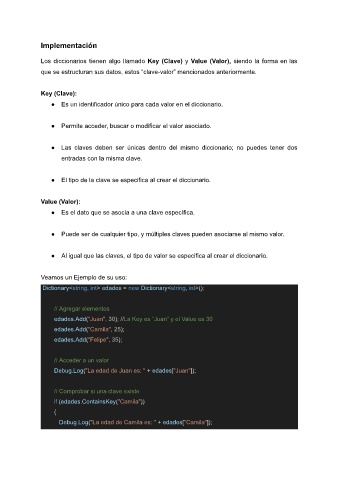 Implementación
Los diccionarios tienen algo llamado Key (Clave) y Value (Valor), siendo la forma en las
que se estructuran sus datos, estos “clave-valor” mencionados anteriormente.
Key (Clave):
● Es un identificador único para cada valor en el diccionario.
● Permite acceder, buscar o modificar el valor asociado.
● Las claves deben ser únicas dentro del mismo diccionario; no puedes tener dos
entradas con la misma clave.
● El tipo de la clave se especifica al crear el diccionario.
Value (Valor):
● Es el dato que se asocia a una clave específica.
● Puede ser de cualquier tipo, y múltiples claves pueden asociarse al mismo valor.
● Al igual que las claves, el tipo de valor se especifica al crear el diccionario.
Veamos un Ejemplo de su uso:
Dictionary<string, int> edades = new Dictionary<string, int>();
// Agregar elementos
edades.Add("Juan", 30); //La Key es "Juan" y el Value es 30
edades.Add("Camila", 25);
edades.Add("Felipe", 35);
// Acceder a un valor
Debug.Log("La edad de Juan es: " + edades["Juan"]);
// Comprobar si una clave existe
if (edades.ContainsKey("Camila"))
{
Debug.Log("La edad de Camila es: " + edades["Camila"]);